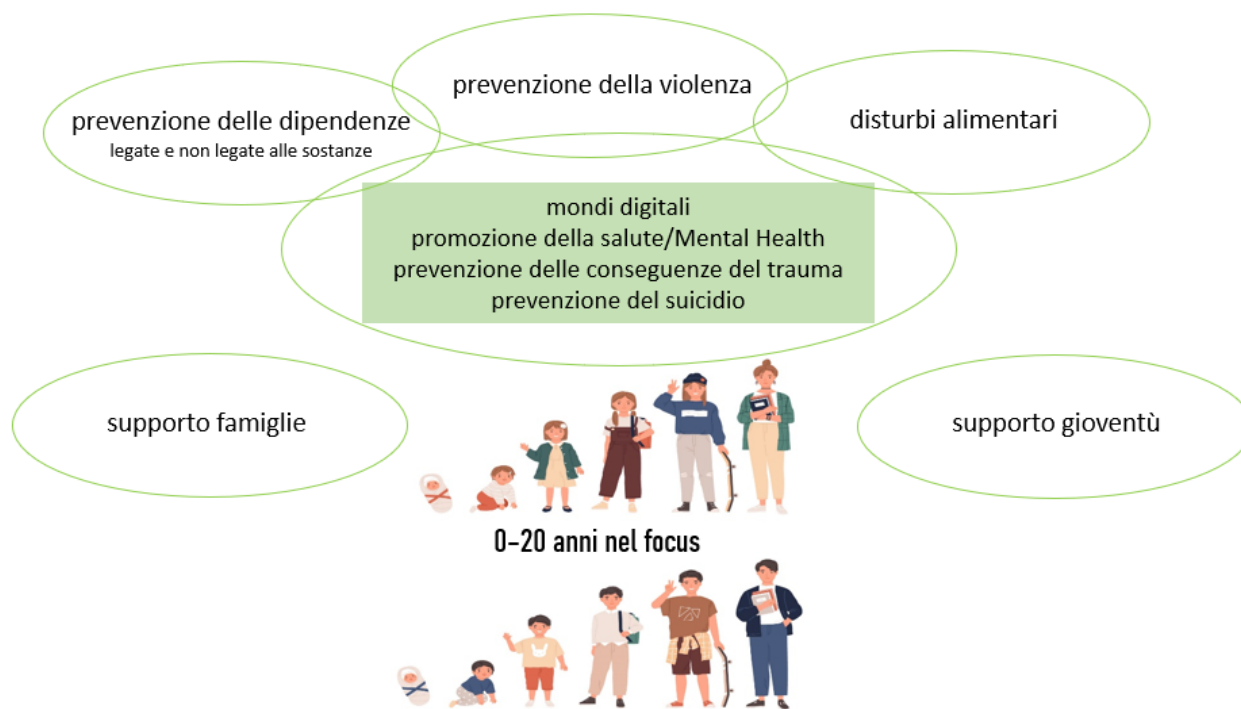 prevenzione della violenza
prevenzione delle dipendenze
legate e non legate alle sostanze
disturbi alimentari
mondi digitali
promozione della salute/Mental Health
prevenzione delle conseguenze del trauma
prevenzione del suicidio
supporto famiglie
supporto gioventù
0-20 anni nel focus